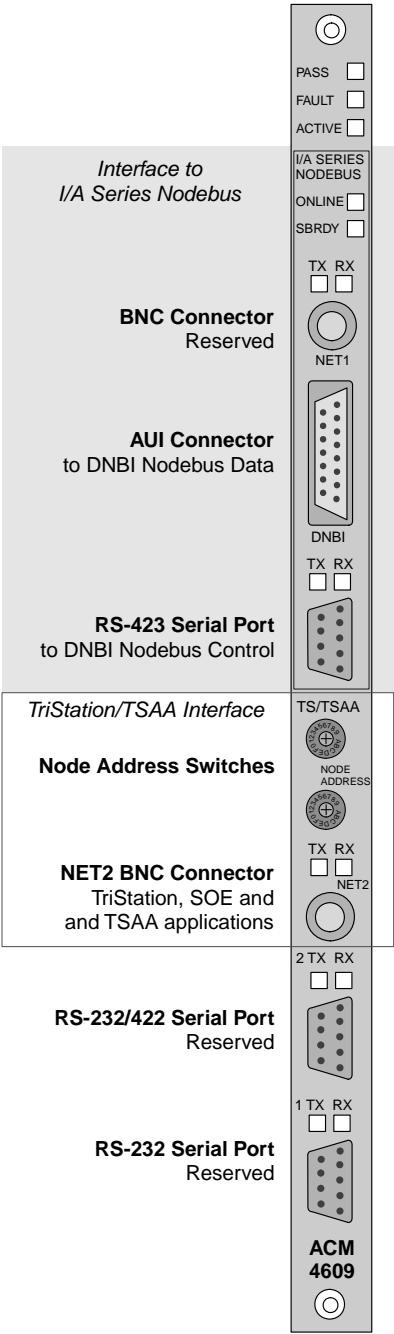 PASS
FAULT
ACTIVE
Interface to
I/A Series Nodebus
I/A SERIES
NODEBUS
ONLINE
SBRDY
TX RX
BNC Connector
Reserved
NET1
AUI Connector
to DNBI Nodebus Data
DNBI
TX RX
RS-423 Serial Port
to DNBI Nodebus Control
TriStation/TSAA Interface
TS/TSAA
Node Address Switches
NODE
ADDRESS
TX RX
NET2 BNC Connector
NET2
TriStation, SOE and
and TSAA applications
2 TX RX
RS-232/422 Serial Port
Reserved
1 TX RX
RS-232 Serial Port
Reserved
ACM
4609